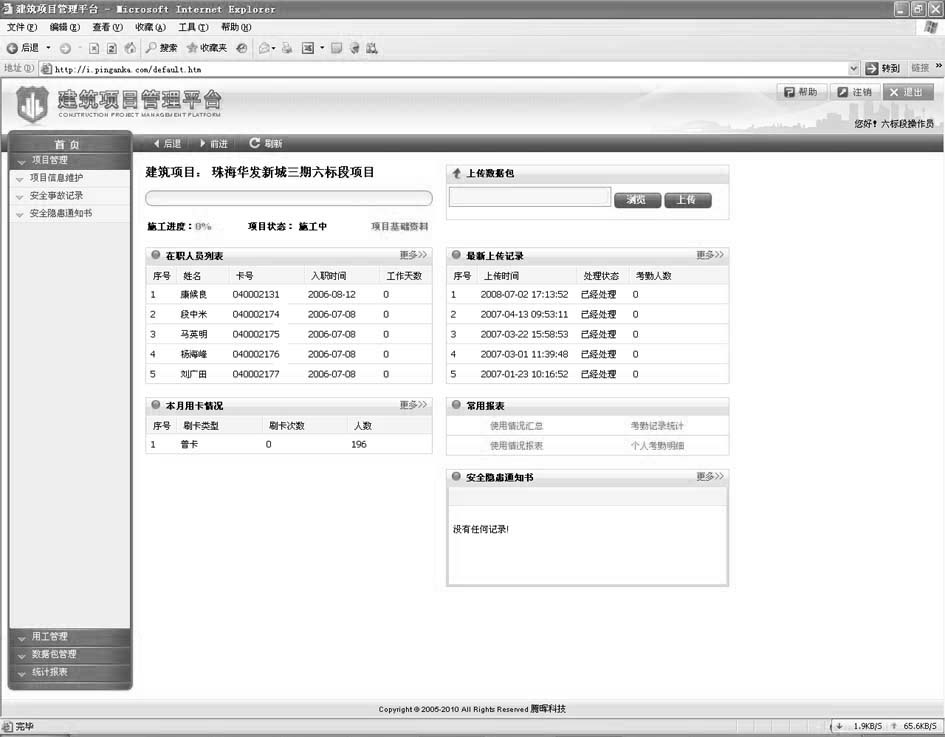 建筑项目管理平台 - Microsoft Internet Explorer
文件(F) 编辑(E) 查看(V) 收藏(A) 工具(T) 帮助(H)
后退 搜索 收藏夹
地址(D) http://i.pinganka.com/default.htm 转到 链接 »
建筑项目管理平台
CONSTRUCTION PROJECT MANAGEMENT PLATFORM
帮助 注销 退出
您好! 六标段操作员
首 页
后退 前进 刷新
项目管理
项目信息维护
安全事故记录
安全隐患通知书
建筑项目: 珠海华发新城三期六标段项目
施工进度:0% 项目状态:施工中 项目基础资料
上传数据包
浏览 上传
在职人员列表 更多>>
序号 姓名 卡号 入职时间 工作天数
1 康候良 040002131 2006-08-12 0
2 段中米 040002174 2006-07-08 0
3 马英明 040002175 2006-07-08 0
4 杨海峰 040002176 2006-07-08 0
5 刘广田 040002177 2006-07-08 0
最新上传记录 更多>>
序号 上传时间 处理状态 考勤人数
1 2008-07-02 17:13:52 已经处理 0
2 2007-04-13 09:53:11 已经处理 0
3 2007-03-22 15:58:53 已经处理 0
4 2007-03-01 11:39:48 已经处理 0
5 2007-01-23 10:16:52 已经处理 0
本月用卡情况 更多>>
序号 刷卡类型 刷卡次数 人数
1 普卡 0 196
常用报表
使用情况汇总 考勤记录统计
使用情况报表 个人考勤明细
安全隐患通知书 更多>>
没有任何记录!
用工管理
数据包管理
统计报表
Copyright © 2005-2010 All Rights Reserved 腾晖科技
完毕 1.9KB/S 65.6KB/S